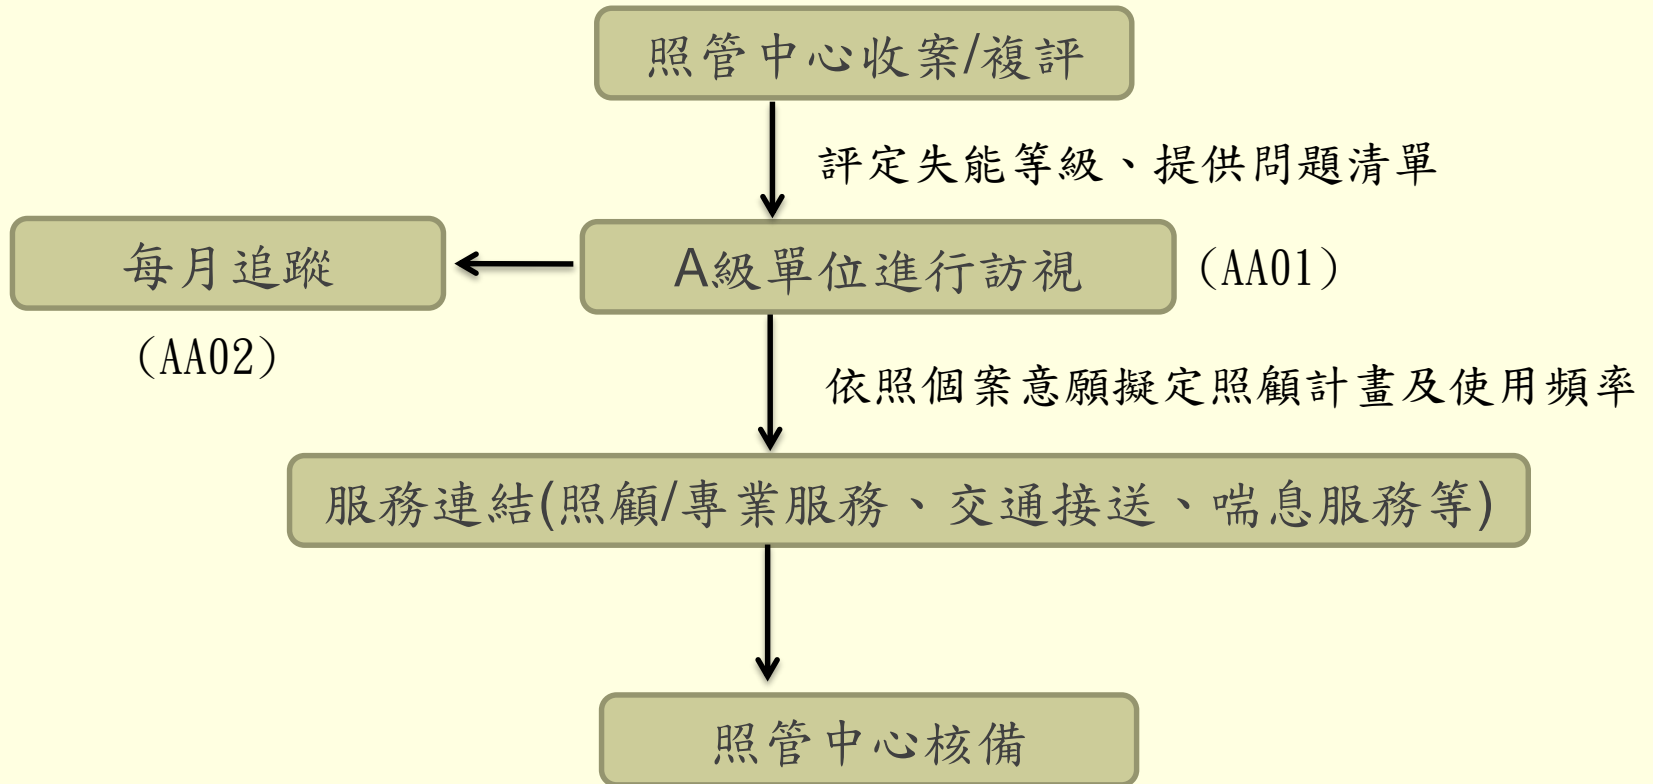 照管中心收案/複評
評定失能等級、提供問題清單
每月追蹤
A級單位進行訪視
(AA01)
(AA02)
依照個案意願擬定照顧計畫及使用頻率
服務連結(照顧/專業服務、交通接送、喘息服務等)
照管中心核備